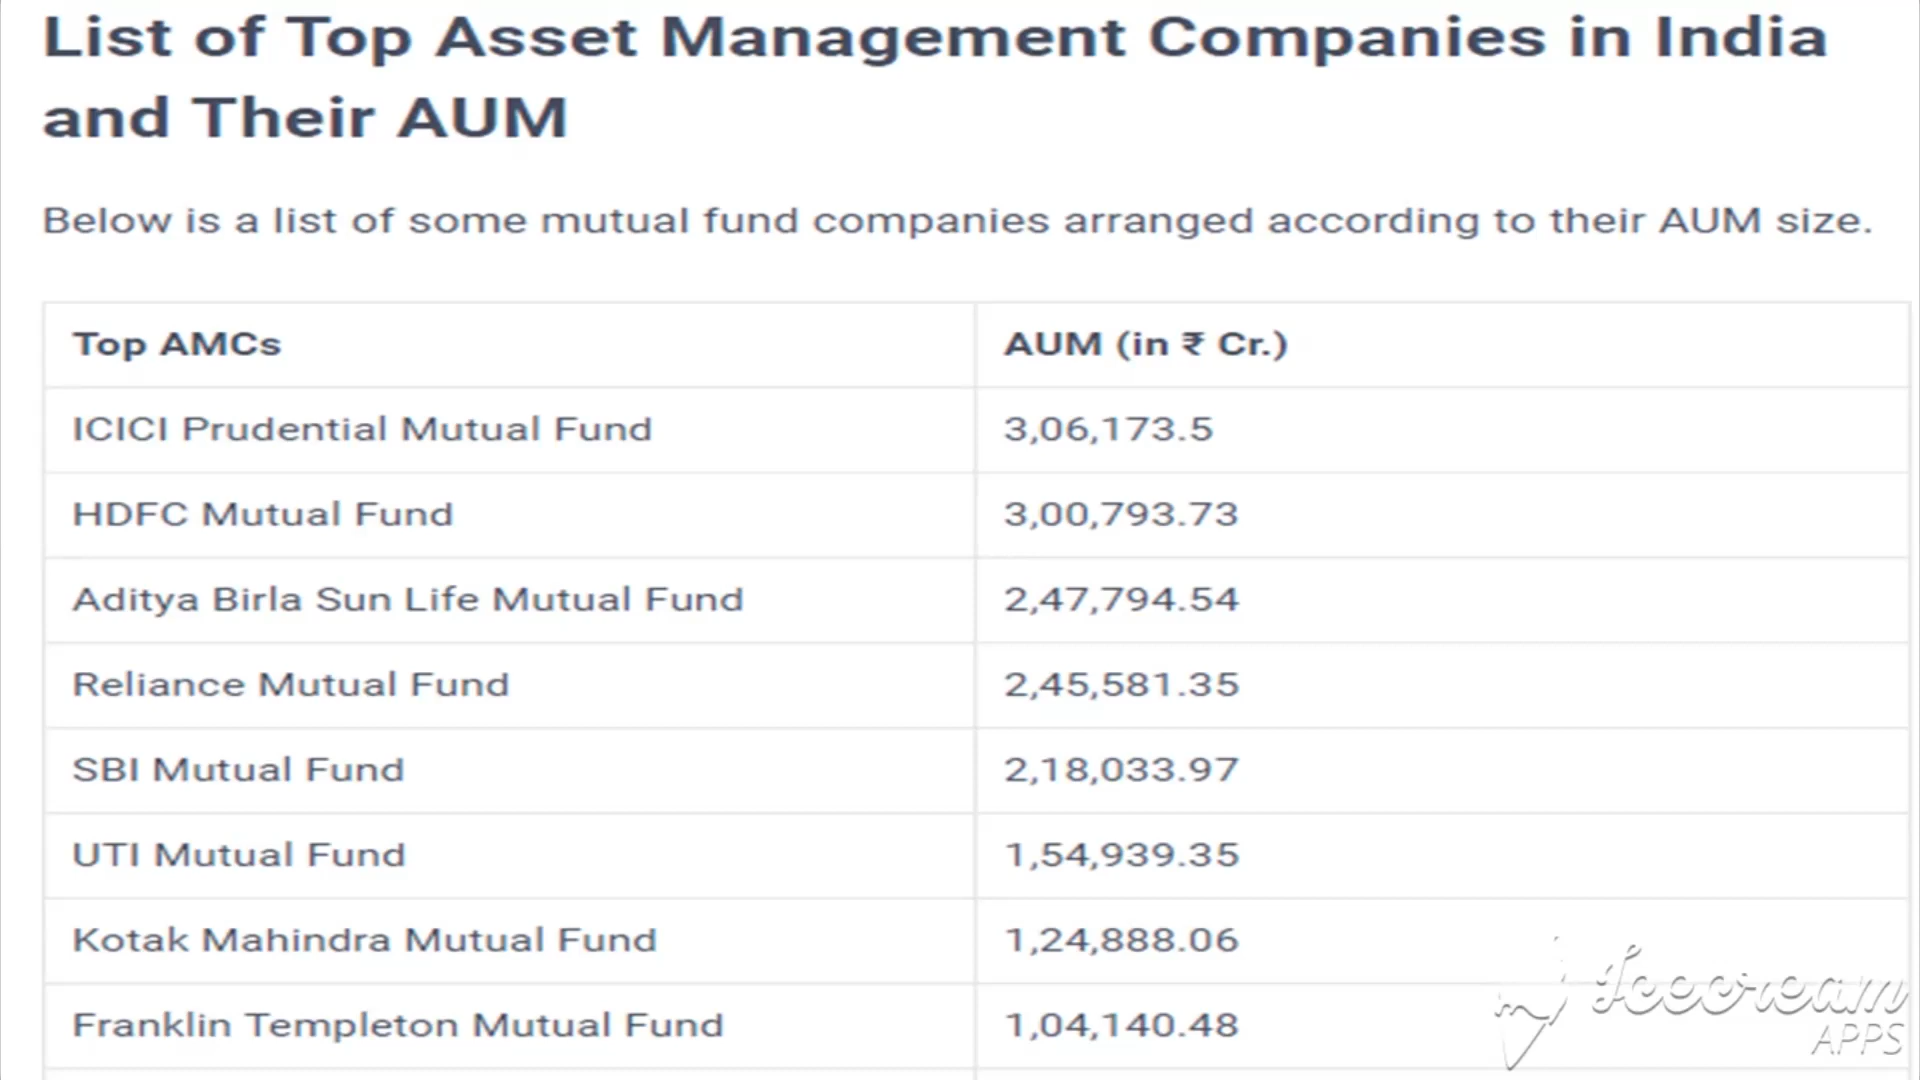 List of Top Asset Management Companies in India
and Their AUM
Below is a list of some mutual fund companies arranged according to their AUM size.
Top AMCs AUM (in ₹ Cr.)
ICICI Prudential Mutual Fund 3,06,173.5
HDFC Mutual Fund 3,00,793.73
Aditya Birla Sun Life Mutual Fund 2,47,794.54
Reliance Mutual Fund 2,45,581.35
SBI Mutual Fund 2,18,033.97
UTI Mutual Fund 1,54,939.35
Kotak Mahindra Mutual Fund 1,24,888.06
Franklin Templeton Mutual Fund 1,04,140.48
Icecream
APPS